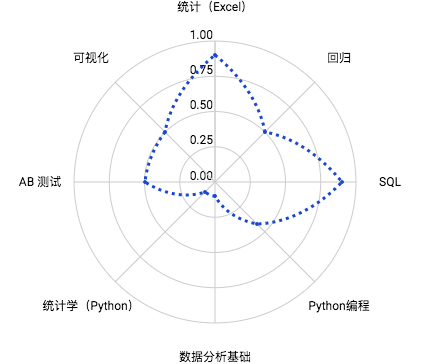 统计（Excel）
1.00
可视化
回归
0.75
0.50
0.25
AB 测试
0.00
SQL
统计学（Python）
Python编程
数据分析基础